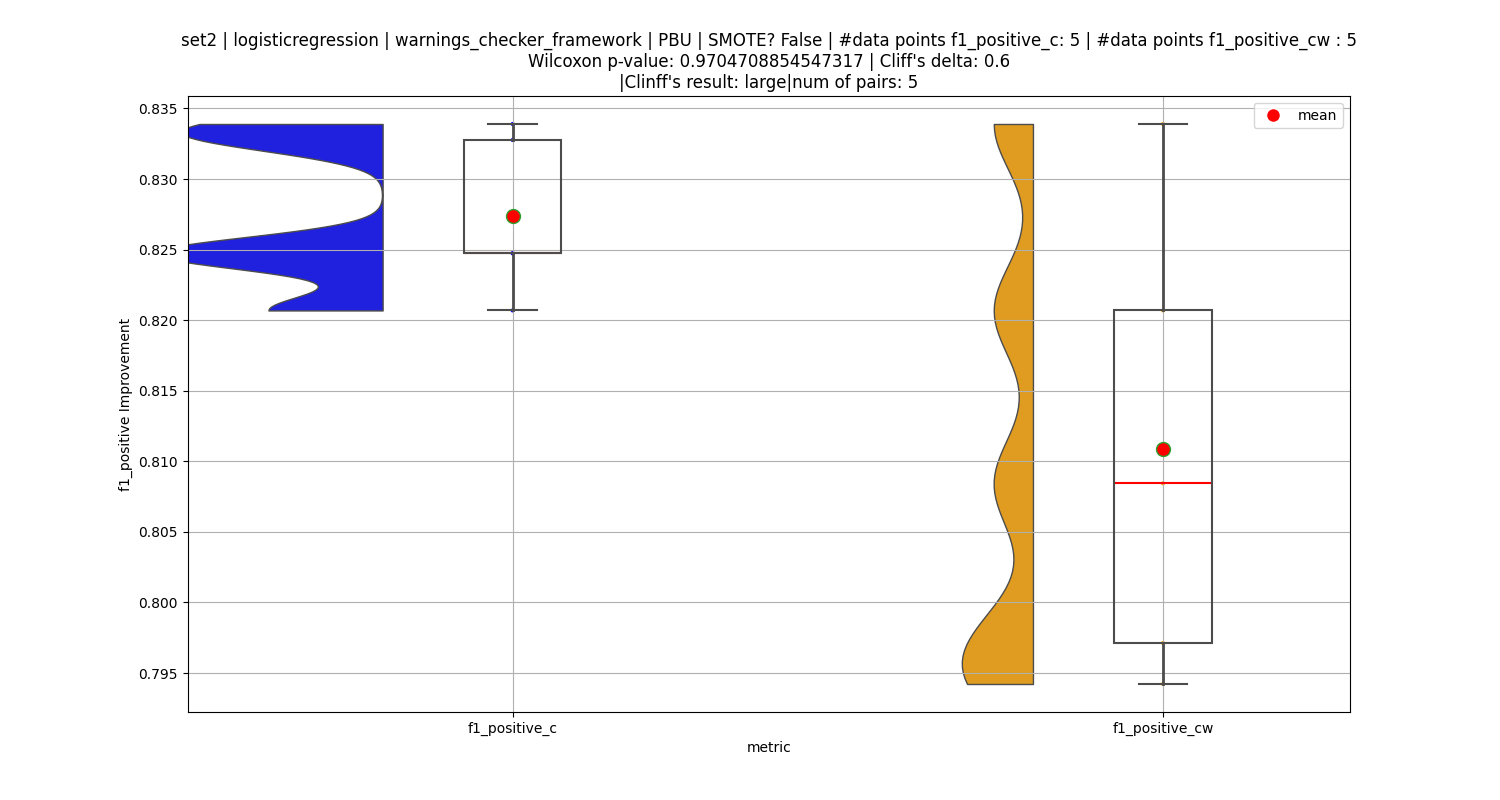 set2 | logisticregression | warnings_checker_framework | PBU | SMOTE? False | #data points f1_positive_c: 5 | #data points f1_positive_cw : 5
Wilcoxon p-value: 0.9704708854547317 | Cliff's delta: 0.6
|Clinff's result: large|num of pairs: 5
mean
0.835
0.830
0.825
0.820
0.815
0.810
0.805
0.800
0.795
f1_positive Improvement
f1_positive_c
f1_positive_cw
metric